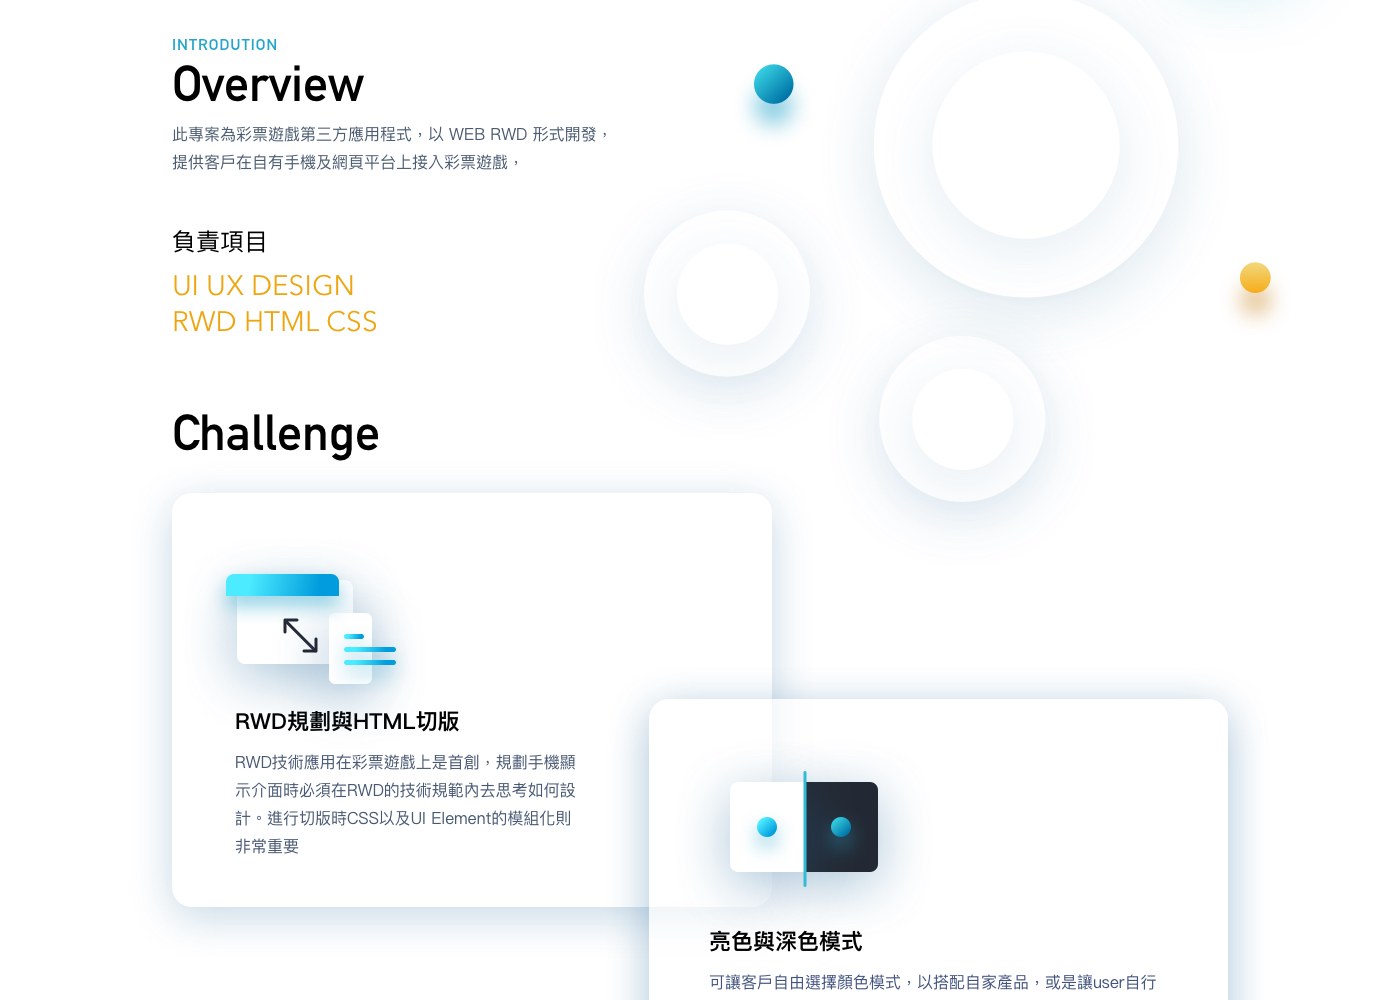 INTRODUTION
Overview
此專案為彩票遊戲第三方應用程式，以 WEB RWD 形式開發，
提供客戶在自有手機及網頁平台上接入彩票遊戲，
負責項目
UI UX DESIGN
RWD HTML CSS
Challenge
RWD規劃與HTML切版
RWD技術應用在彩票遊戲上是首創，規劃手機顯
示介面時必須在RWD的技術規範內去思考如何設
計。進行切版時CSS以及UI Element的模組化則
非常重要
亮色與深色模式
可讓客戶自由選擇顏色模式，以搭配自家產品，或是讓user自行